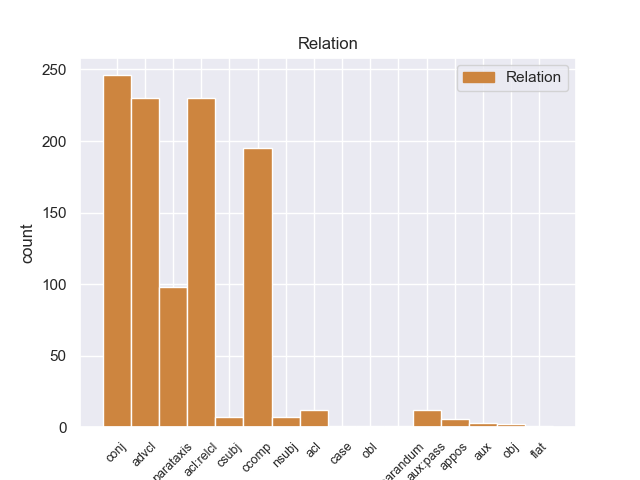 Relation
Relation
count
250
200
150
100
50
0
conj
advcl
parataxis
acl:relcl
csubj
ccomp
nsubj
acl
case
obl
aux:pass
appos
aux
obj
flat